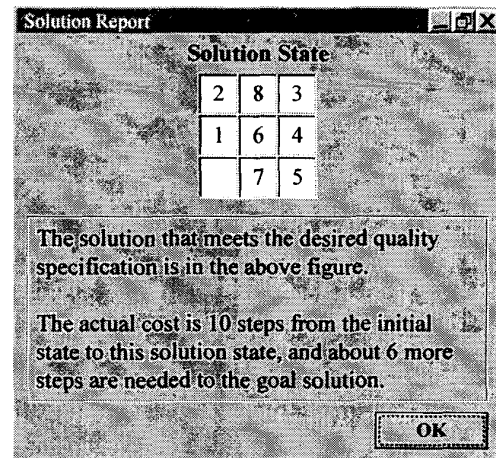 Solution Report
Solution State
2 8 3
1 6 4
7 5
The solution that meets the desired quality
specification is in the above figure.
The actual cost is 10 steps from the initial
state to this solution state, and about 6 more
steps are needed to the goal solution.
OK